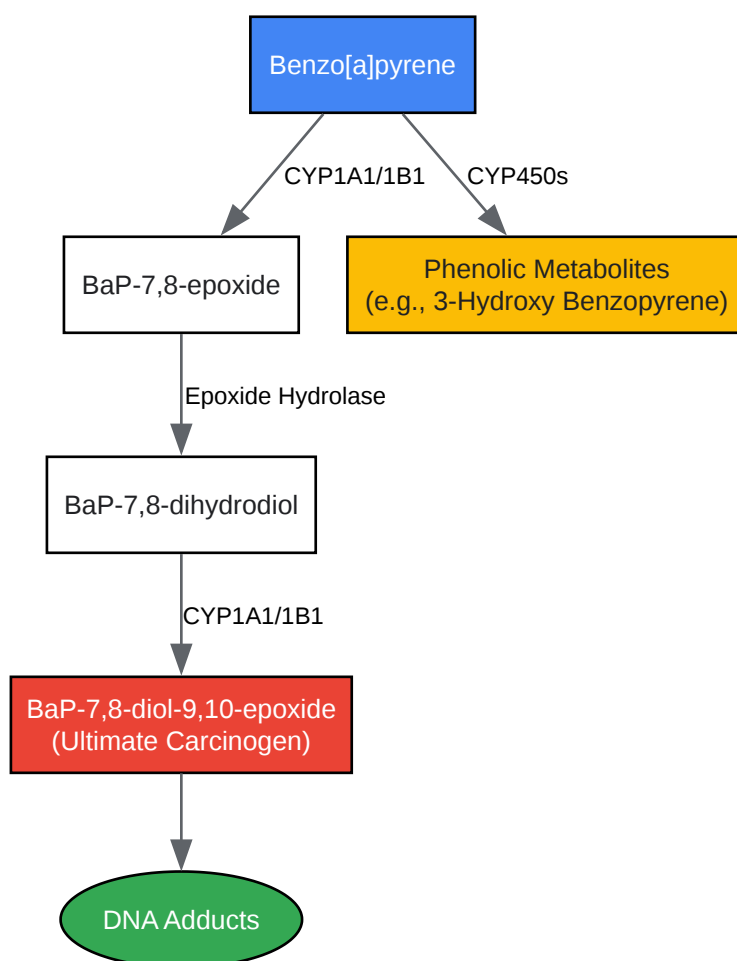 Benzo[a]pyrene
CYP1A1/1B1
CYP450s
BaP-7,8-epoxide
Phenolic Metabolites
(e.g., 3-Hydroxy Benzopyrene)
Epoxide Hydrolase
BaP-7,8-dihydrodiol
CYP1A1/1B1
BaP-7,8-diol-9,10-epoxide
(Ultimate Carcinogen)
DNA Adducts